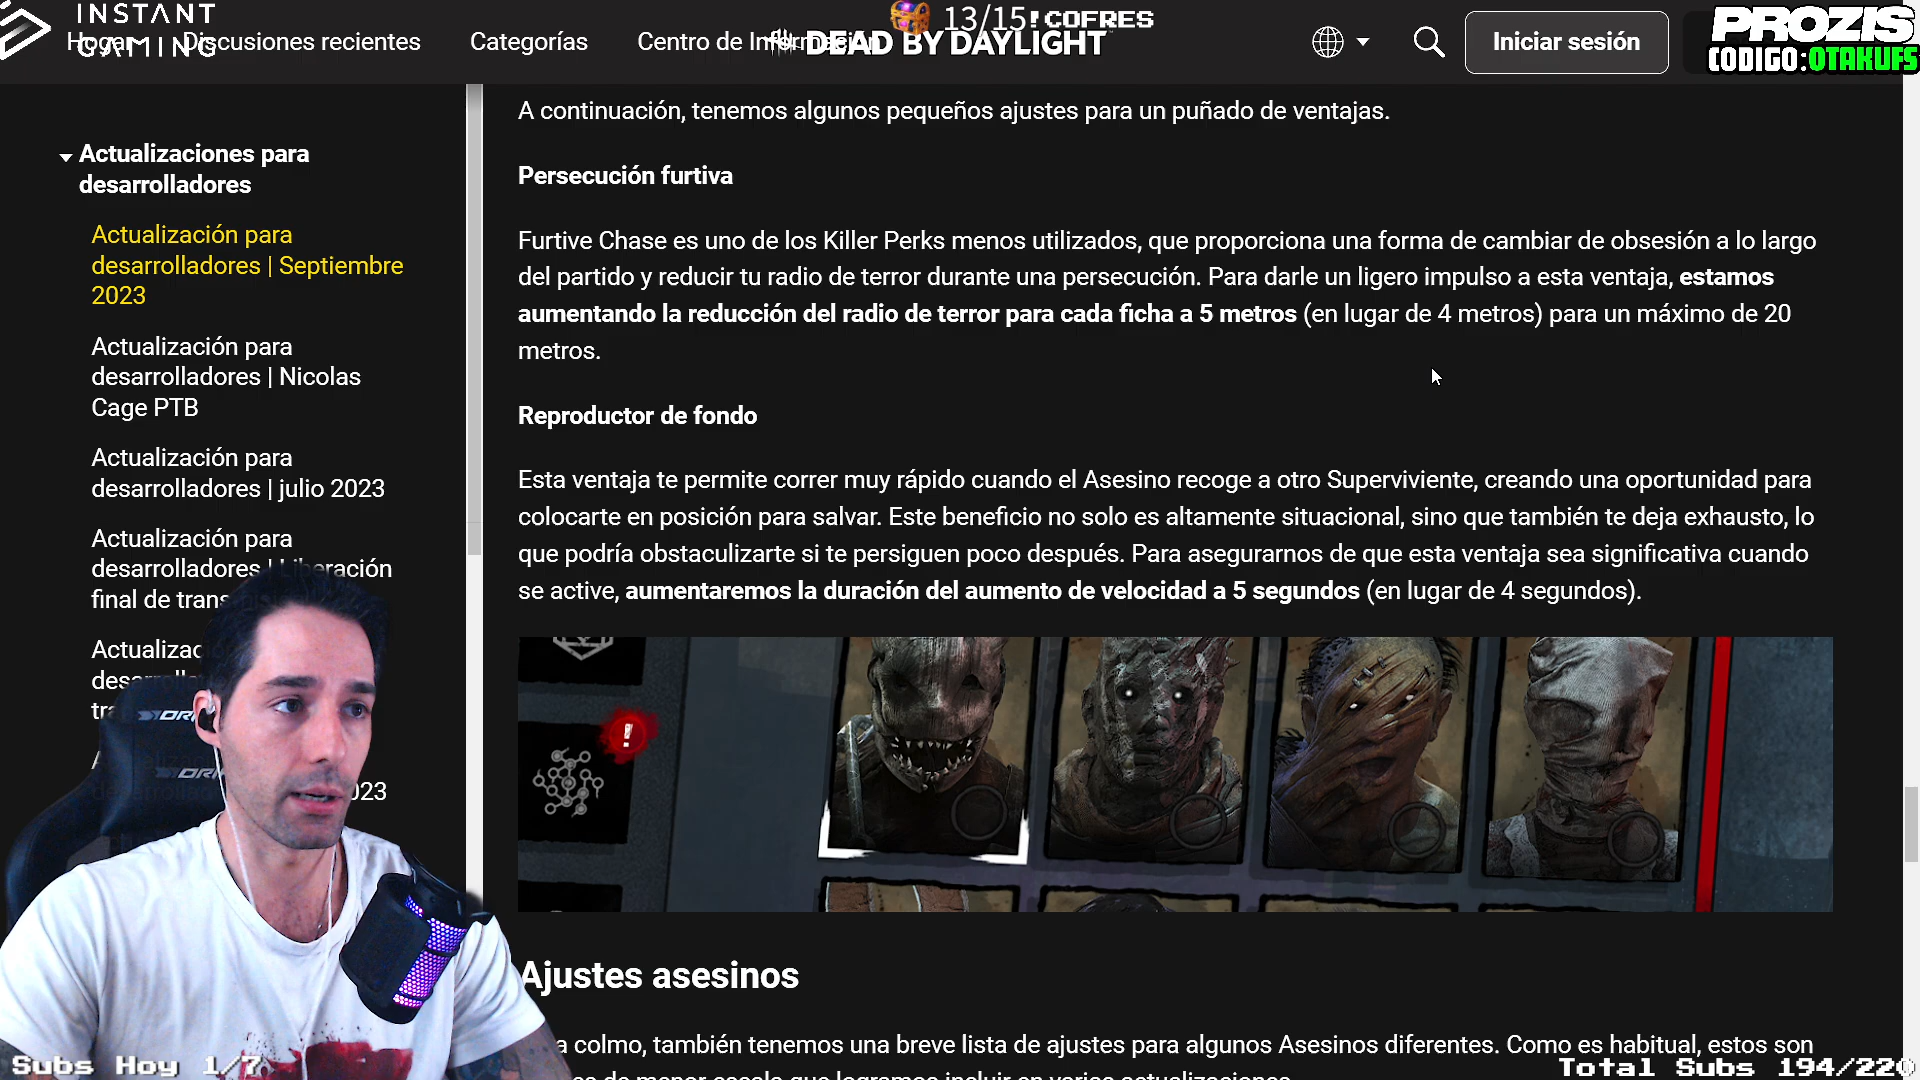 INSTANT
GAMING
Hogar
Discusiones recientes
Categorías
Centro de Información
13/15 !COFRES
DEAD BY DAYLIGHT
Iniciar sesión
PROZIS
CODIGO:OTAKUFS
Actualizaciones para
desarrolladores
Actualización para
desarrolladores | Septiembre
2023
Actualización para
desarrolladores | Nicolas
Cage PTB
Actualización para
desarrolladores | julio 2023
Actualización para
desarrolladores | Liberación
final de
A continuación, tenemos algunos pequeños ajustes para un puñado de ventajas.
Persecución furtiva
Furtive Chase es uno de los Killer Perks menos utilizados, que proporciona una forma de cambiar de obsesión a lo largo
del partido y reducir tu radio de terror durante una persecución. Para darle un ligero impulso a esta ventaja, estamos
aumentando la reducción del radio de terror para cada ficha a 5 metros (en lugar de 4 metros) para un máximo de 20
metros.
Reproductor de fondo
Esta ventaja te permite correr muy rápido cuando el Asesino recoge a otro Superviviente, creando una oportunidad para
colocarte en posición para salvar. Este beneficio no solo es altamente situacional, sino que también te deja exhausto, lo
que podría obstaculizarte si te persiguen poco después. Para asegurarnos de que esta ventaja sea significativa cuando
se active, aumentaremos la duración del aumento de velocidad a 5 segundos (en lugar de 4 segundos).
!
Ajustes asesinos
colmo, también tenemos una breve lista de ajustes para algunos Asesinos diferentes. Como es habitual, estos son
Subs Hoy 1/7
Total Subs 194/220